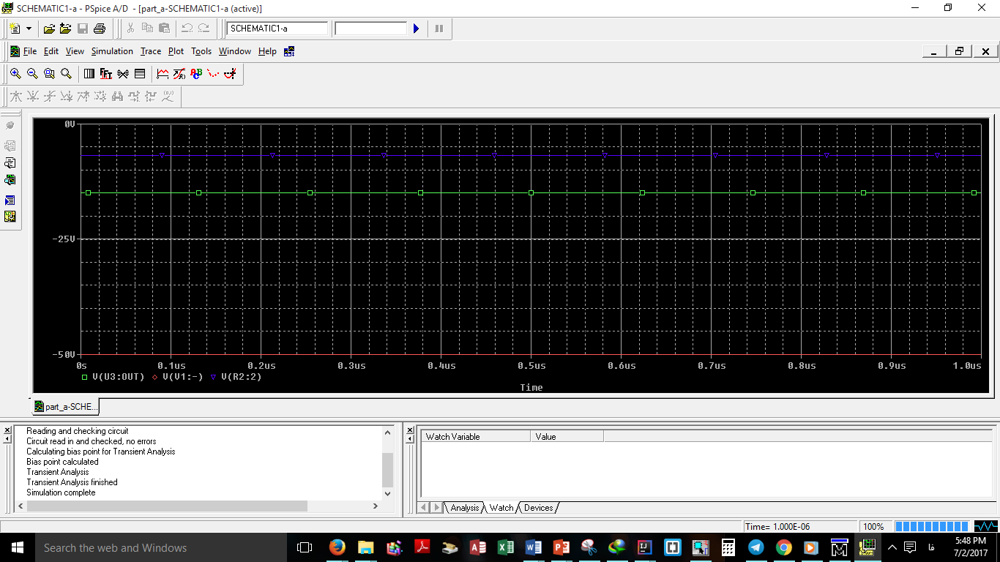 SCHEMATIC1-a - PSpice A/D - [part_a-SCHEMATIC1-a (active)]
SCHEMATIC1-a
File Edit View Simulation Trace Plot Tools Window Help
0V
-25V
-50V
0s 0.1us 0.2us 0.3us 0.4us 0.5us 0.6us 0.7us 0.8us 0.9us 1.0us
V(U3:OUT) V(V1:-) V(R2:2)
Time
part_a-SCHE...
Reading and checking circuit
Circuit read in and checked, no errors
Calculating bias point for Transient Analysis
Bias point calculated
Transient Analysis
Transient Analysis finished
Simulation complete
Watch Variable Value
Analysis Watch Devices
Time= 1.000E-06 100%
Search the web and Windows
فا
5:48 PM
7/2/2017